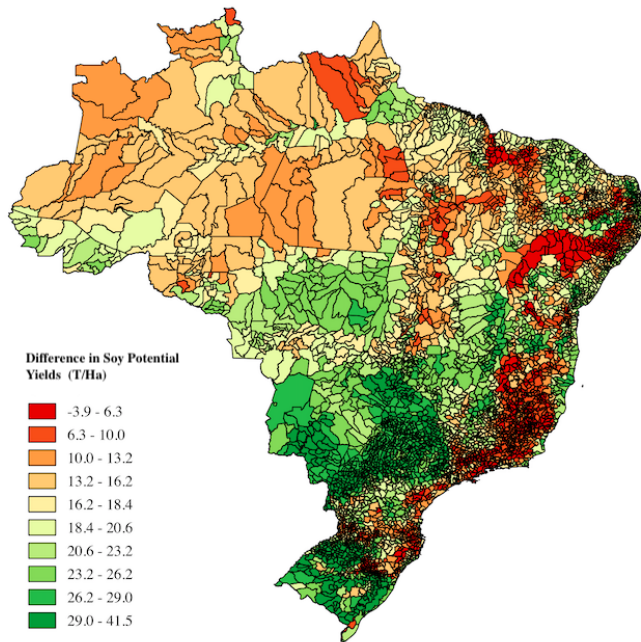 Difference in Soy Potential
Yields (T/Ha)
-3.9 - 6.3
6.3 - 10.0
10.0 - 13.2
13.2 - 16.2
16.2 - 18.4
18.4 - 20.6
20.6 - 23.2
23.2 - 26.2
26.2 - 29.0
29.0 - 41.5